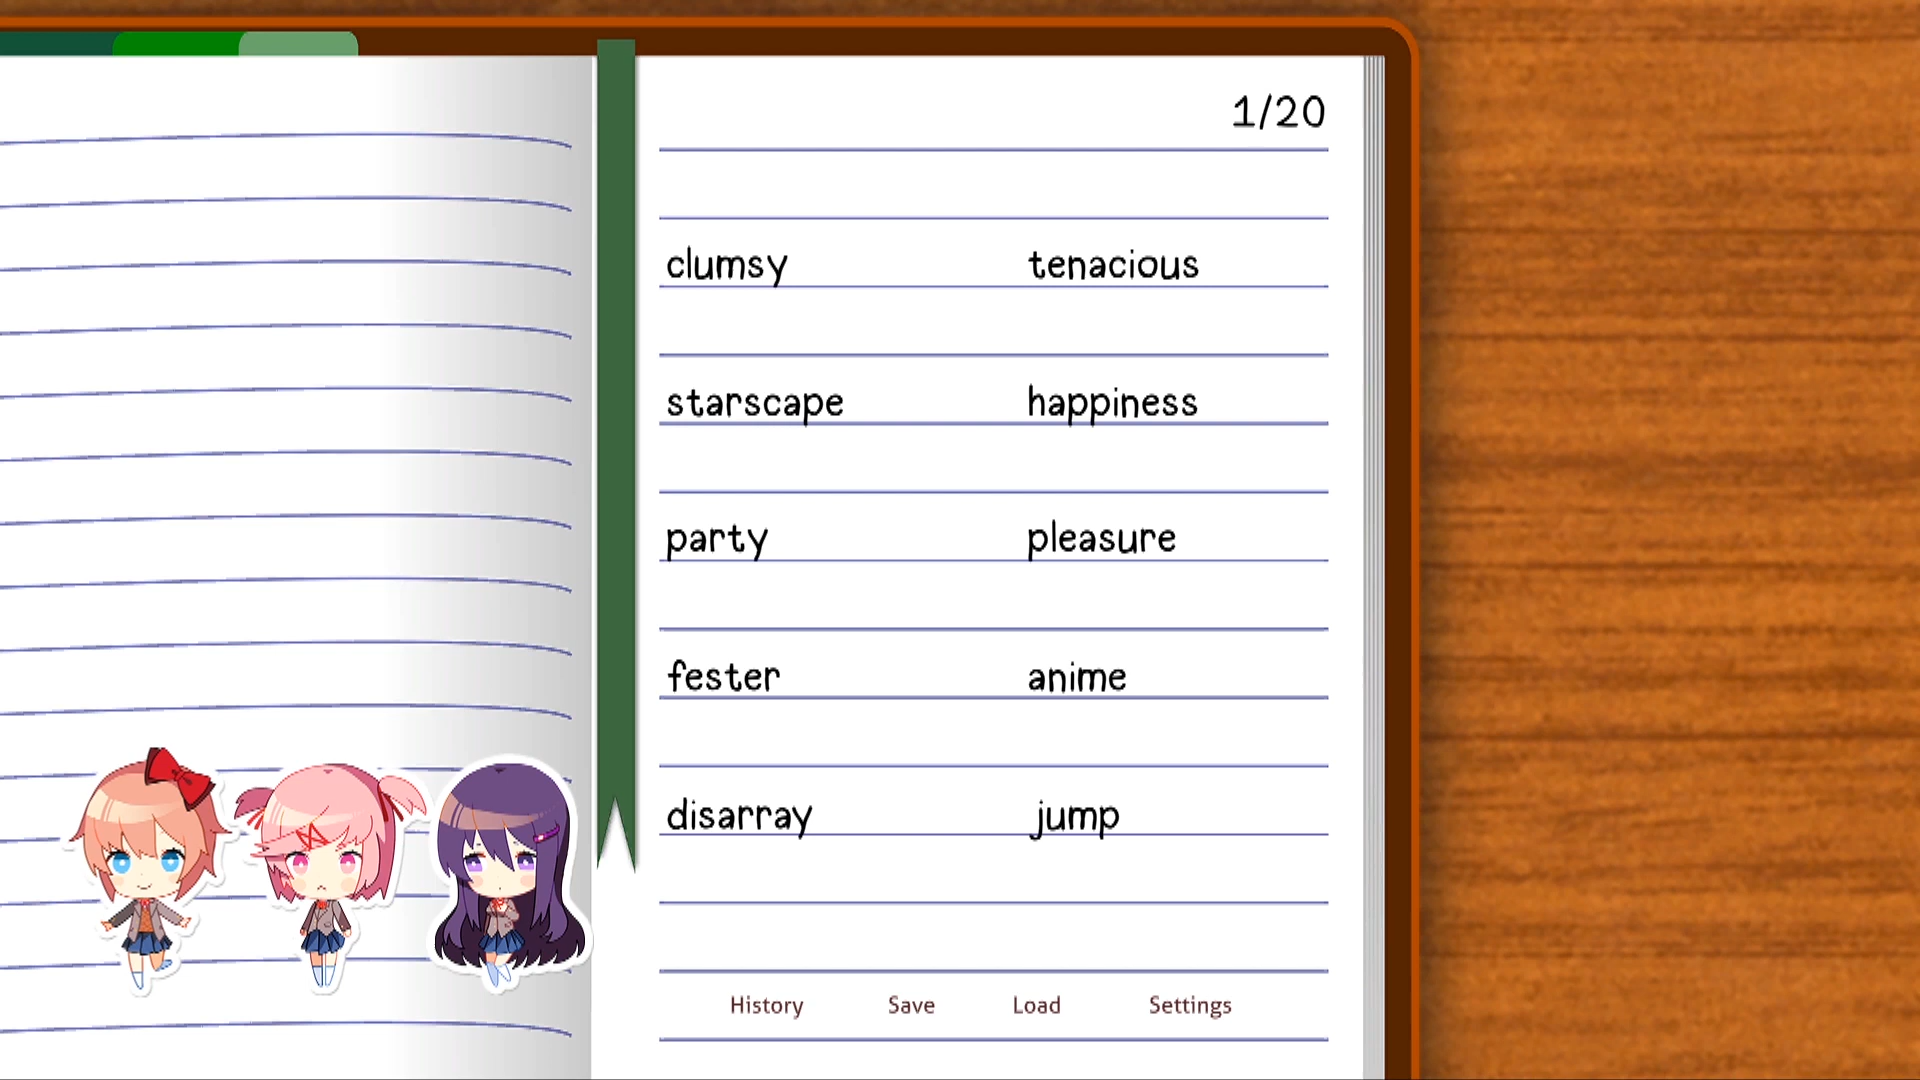 1/20
clumsy tenacious
starscape happiness
party pleasure
fester anime
disarray jump
History Save Load Settings